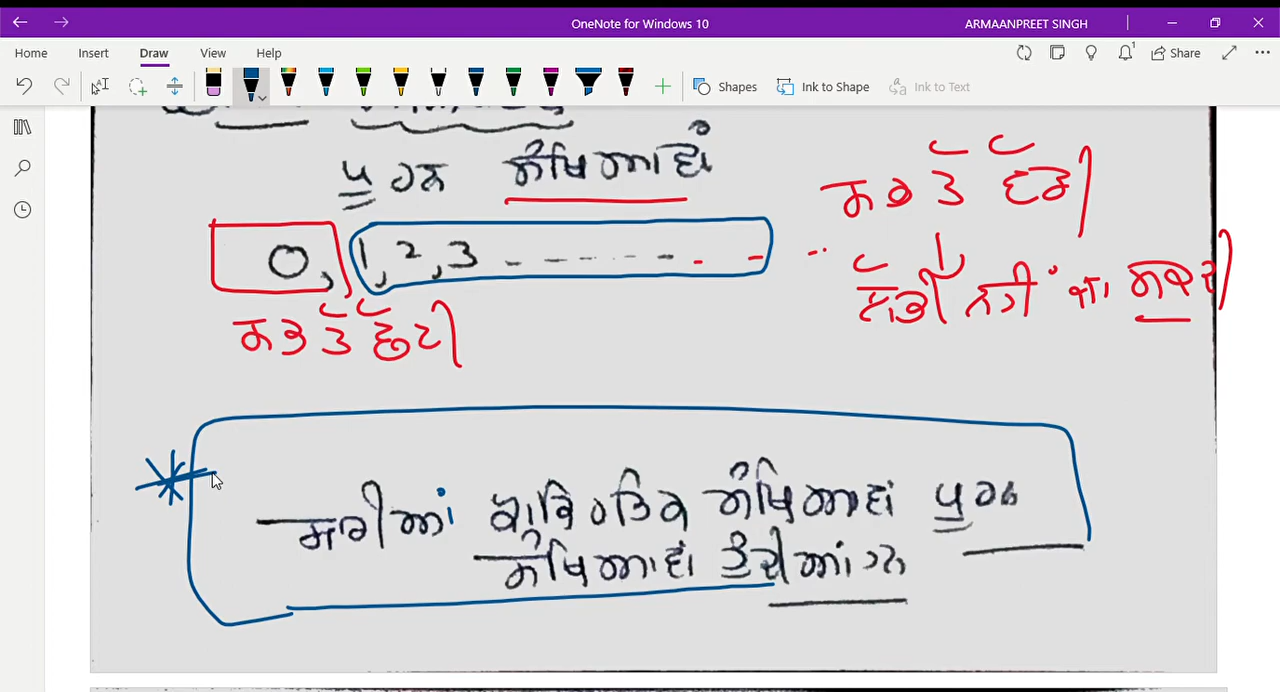 OneNote for Windows 10
ARMAANPREET SINGH
Home Insert Draw View Help
Share
Shapes
Ink to Shape
Ink to Text
ਪੂਰਨ ਸੰਖਿਆਵਾਂ
0, 1, 2, 3 - - - - - - - -
ਸਭ ਤੋਂ ਵੱਡੀ
ਲੱਭੀ ਨਹੀਂ ਜਾ ਸਕਦੀ
ਸਭ ਤੋਂ ਛੋਟੀ
ਸਾਰੀਆਂ ਪ੍ਰਾਕਿਰਤਿਕ ਸੰਖਿਆਵਾਂ ਪੂਰਨ
ਸੰਖਿਆਵਾਂ ਹੁੰਦੀਆਂ ਹਨ